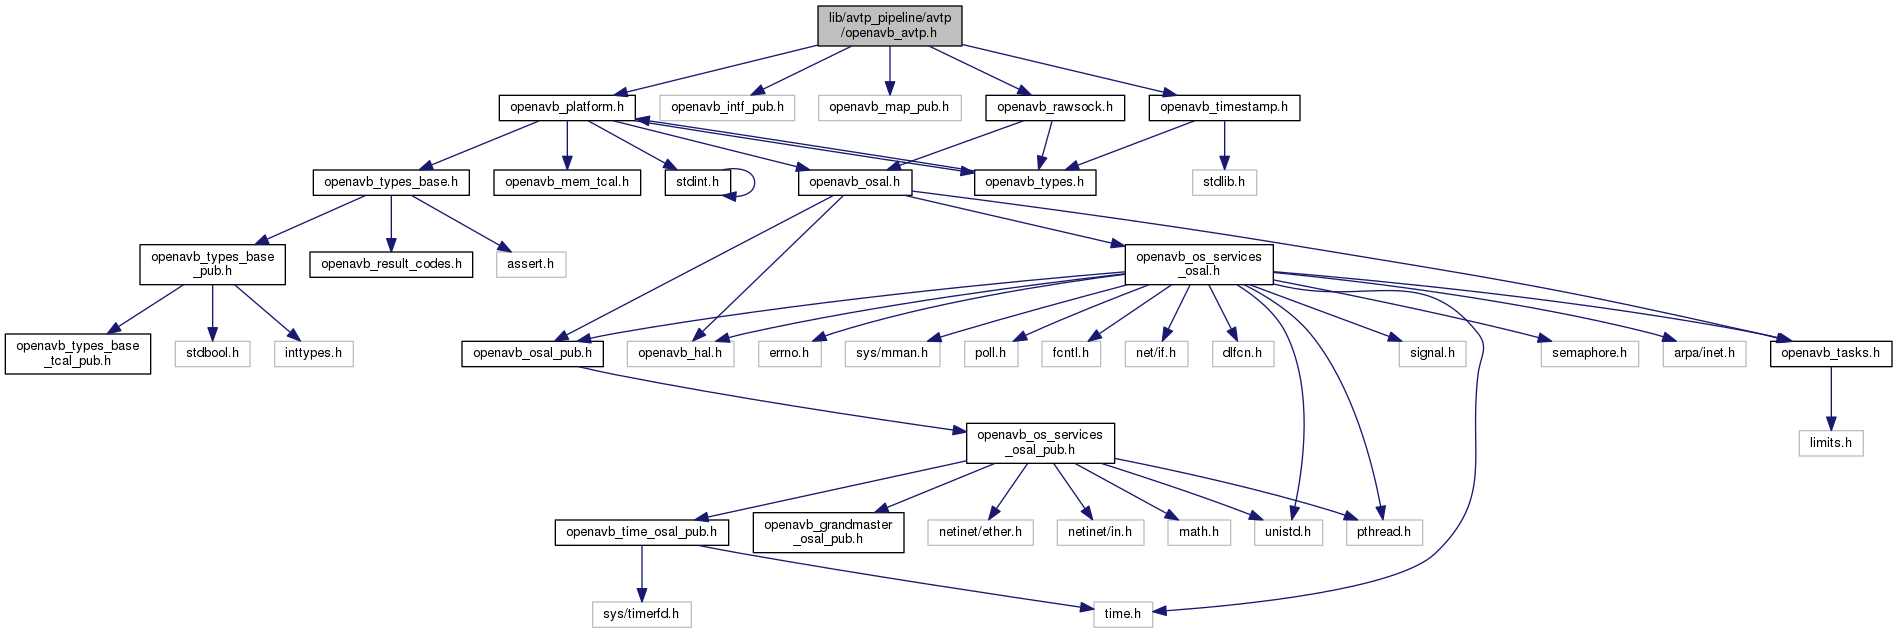 lib/avtp_pipeline/avtp
/openavb_avtp.h
openavb_platform.h
openavb_intf_pub.h
openavb_map_pub.h
openavb_rawsock.h
openavb_timestamp.h
openavb_types_base.h
openavb_mem_tcal.h
stdint.h
openavb_osal.h
openavb_types.h
stdlib.h
openavb_types_base
_pub.h
openavb_result_codes.h
assert.h
openavb_os_services
_osal.h
openavb_types_base
_tcal_pub.h
stdbool.h
inttypes.h
openavb_osal_pub.h
openavb_hal.h
errno.h
sys/mman.h
poll.h
fcntl.h
net/if.h
dlfcn.h
signal.h
semaphore.h
arpa/inet.h
openavb_tasks.h
openavb_os_services
_osal_pub.h
limits.h
openavb_time_osal_pub.h
openavb_grandmaster
_osal_pub.h
netinet/ether.h
netinet/in.h
math.h
unistd.h
pthread.h
sys/timerfd.h
time.h